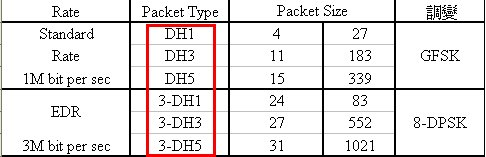 Rate Packet Type Packet Size 調變
Standard DH1 4 27
Rate DH3 11 183 GFSK
1M bit per sec DH5 15 339
EDR 3-DH1 24 83
3-DH3 27 552 8-DPSK
3M bit per sec 3-DH5 31 1021